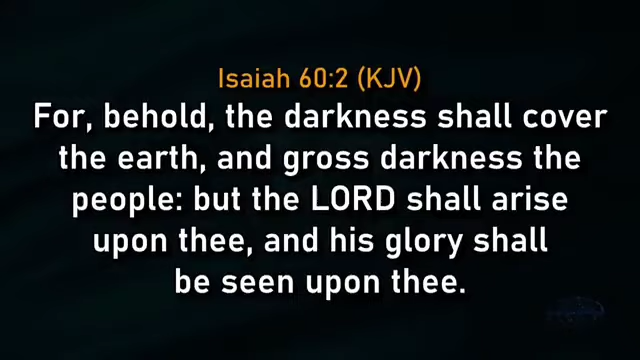 Isaiah 60:2 (KJV)
For, behold, the darkness shall cover
the earth, and gross darkness the
people: but the LORD shall arise
upon thee, and his glory shall
be seen upon thee.